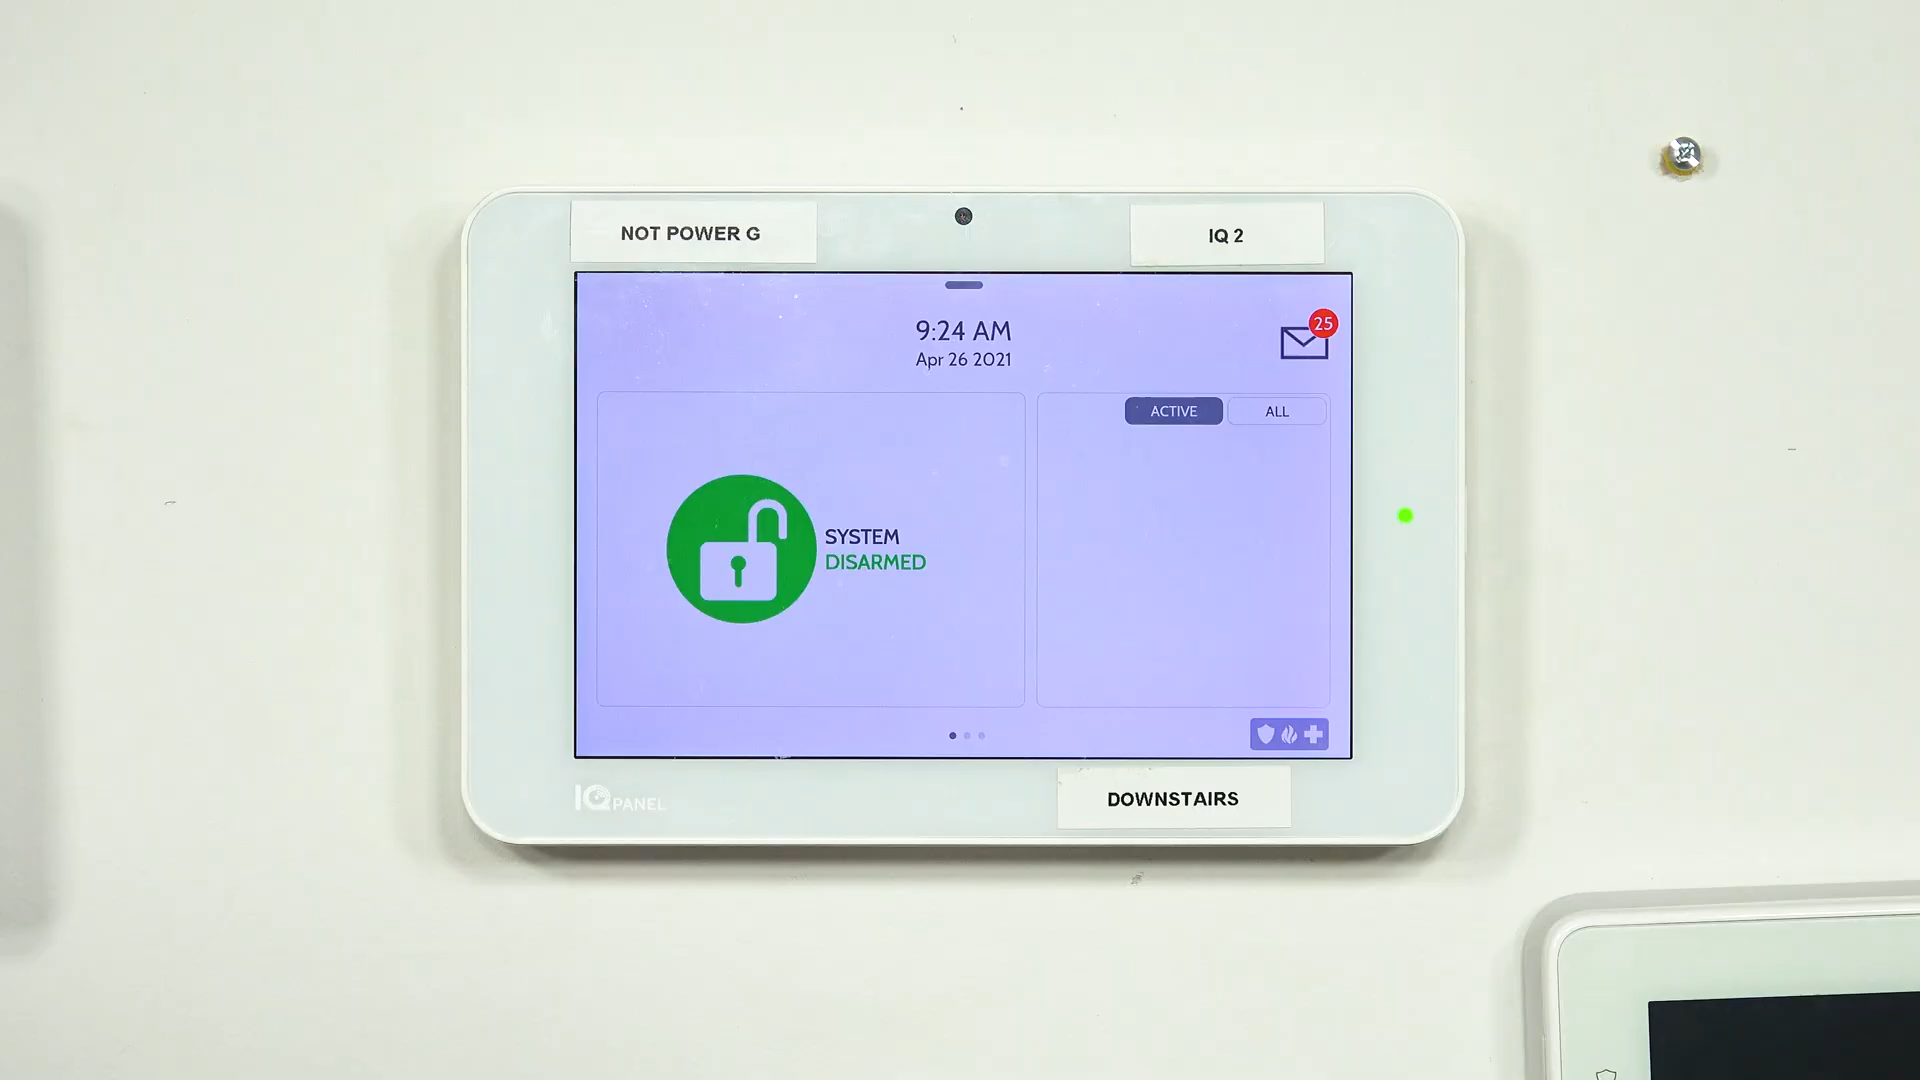 NOT POWER G
IQ 2
9:24 AM
Apr 26 2021
25
ACTIVE
ALL
SYSTEM
DISARMED
IQ PANEL
DOWNSTAIRS